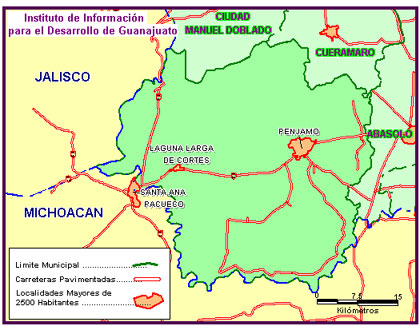 Instituto de Información
para el Desarrollo de Guanajuato
CIUDAD
MANUEL DOBLADO
CUERAMARO
JALISCO
PENJAMO
ABASOLO
LAGUNA LARGA
DE CORTES
SANTA ANA
PACUECO
MICHOACAN
Limite Municipal
Carreteras Pavimentadas
Localidades Mayores de
2500 Habitantes
0 7.5 15
Kilómetros